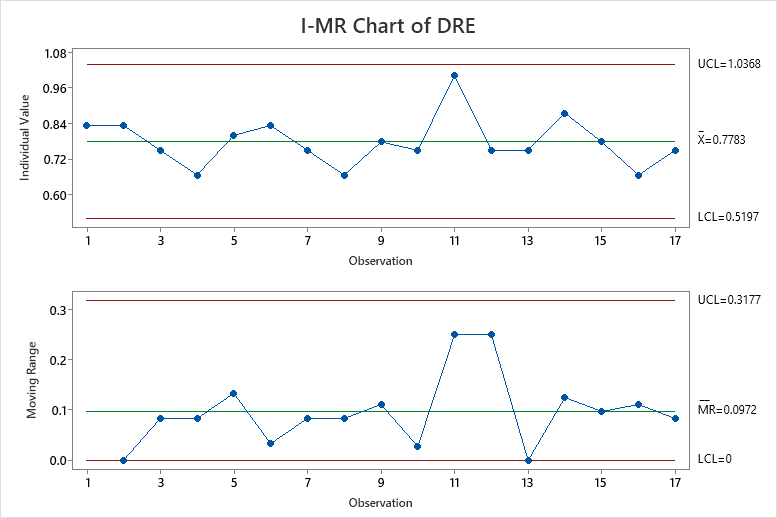 I-MR Chart of DRE
1.08
0.96
0.84
0.72
0.60
Individual Value
UCL=1.0368
X̄=0.7783
LCL=0.5197
1 3 5 7 9 11 13 15 17
Observation
0.3
0.2
0.1
0.0
Moving Range
UCL=0.3177
M̅R̅=0.0972
LCL=0
1 3 5 7 9 11 13 15 17
Observation